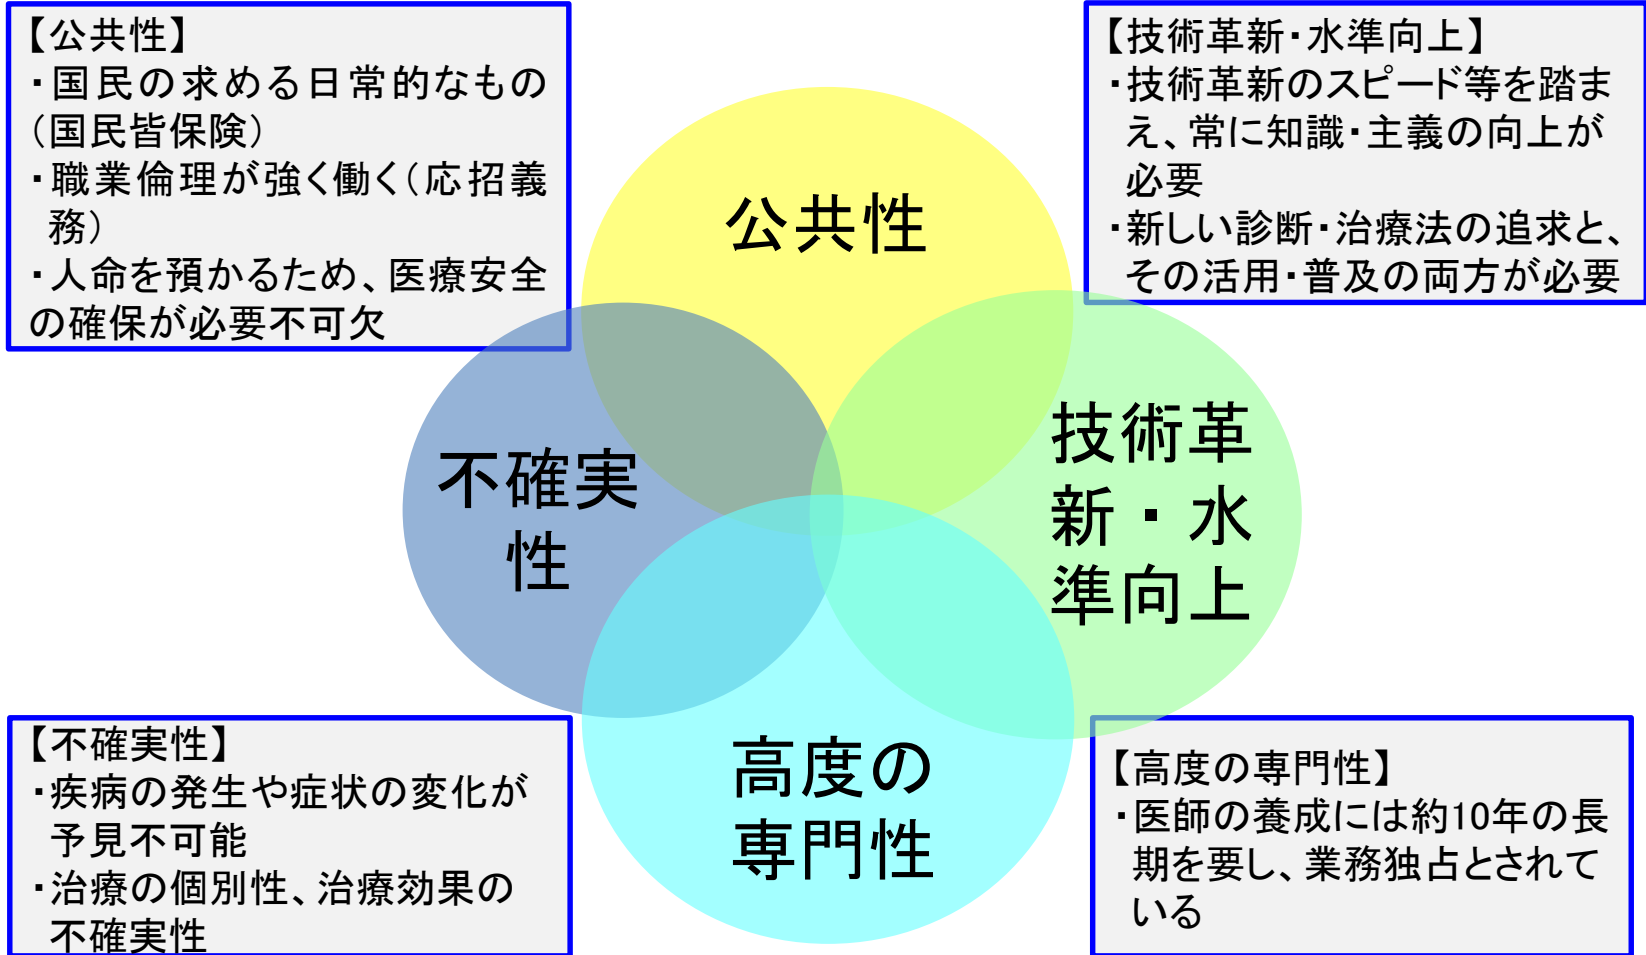 【公共性】
・国民の求める日常的なもの
（国民皆保険）
・職業倫理が強く働く（応招義
務）
・人命を預かるため、医療安全
の確保が必要不可欠
【技術革新・水準向上】
・技術革新のスピード等を踏ま
え、常に知識・主義の向上が
必要
・新しい診断・治療法の追求と、
その活用・普及の両方が必要
公共性
不確実
性
技術革
新・水
準向上
高度の
専門性
【不確実性】
・疾病の発生や症状の変化が
予見不可能
・治療の個別性、治療効果の
不確実性
【高度の専門性】
・医師の養成には約10年の長
期を要し、業務独占とされて
いる